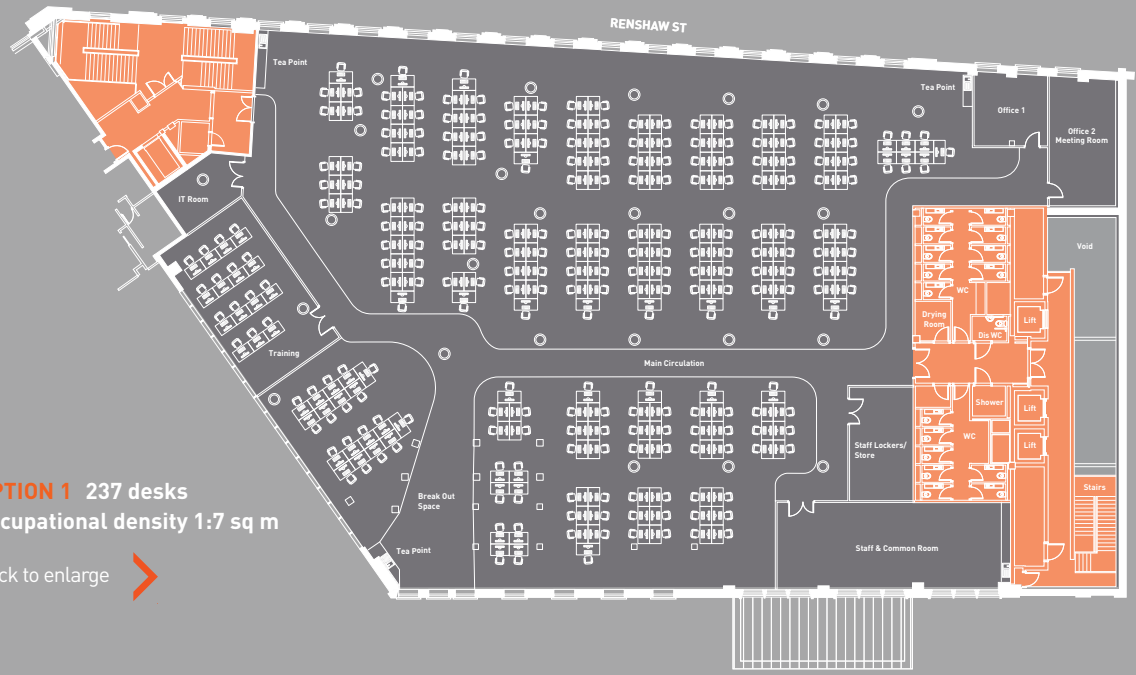 RENSHAW ST
Tea Point
Tea Point
Office 1
Office 2
Meeting Room
IT Room
Void
WC
Drying
Room
Lift
Dis WC
Training
Main Circulation
Shower
Lift
WC
Lift
Staff Lockers/
Store
Stairs
PTION 1 237 desks
Break Out
Space
cupational density 1:7 sq m
Tea Point
Staff & Common Room
ck to enlarge